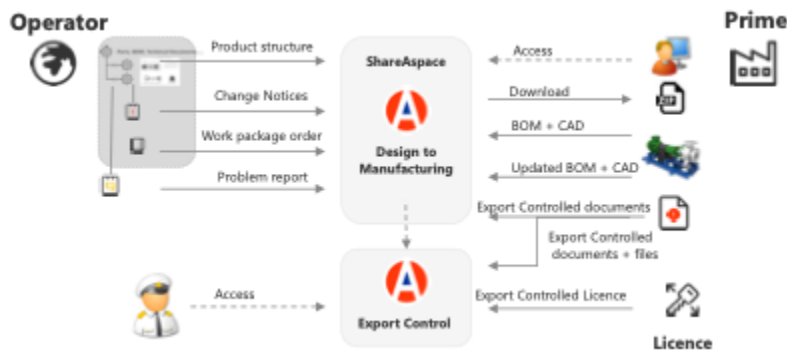 Operator
Prime
Product structure
ShareAspace
Access
Change Notices
Download
ZIP
Work package order
Design to
Manufacturing
BOM + CAD
Problem report
Updated BOM + CAD
Export Controlled documents
Export Controlled
documents + files
Access
Export Controlled Licence
Export Control
Licence